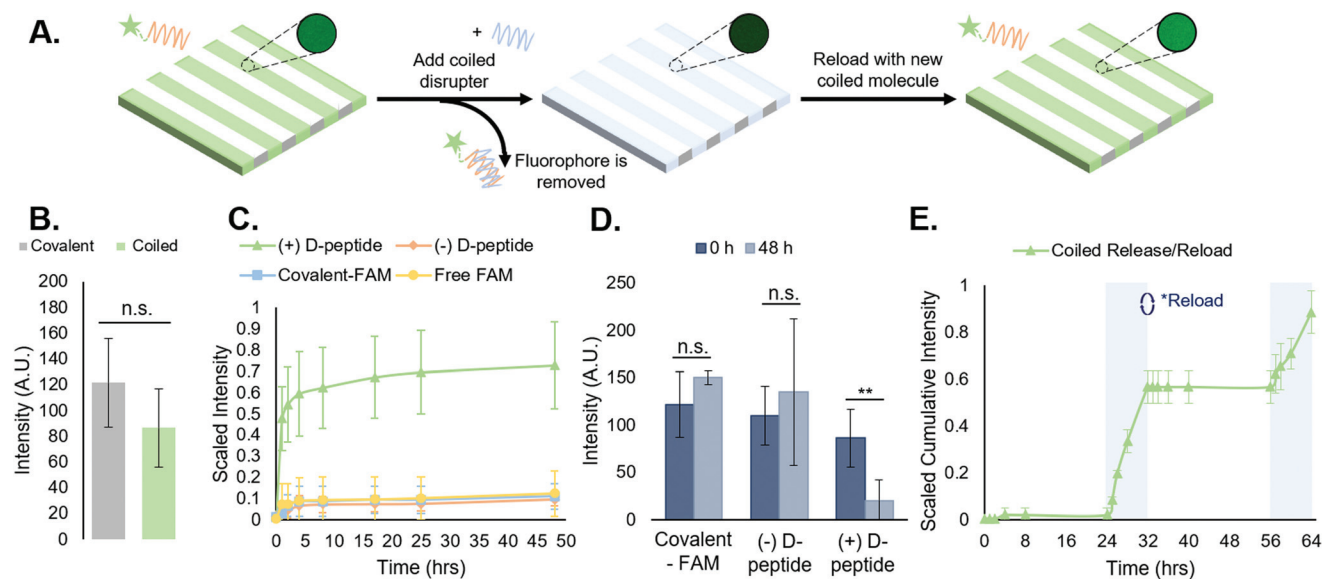 A.
+
Add coiled
disrupter
Fluorophore is
removed
Reload with new
coiled molecule
B.
Covalent
Coiled
n.s.
Intensity (A.U.)
200
180
160
140
120
100
80
60
40
20
0
C.
(+) D-peptide
(-) D-peptide
Covalent-FAM
Free FAM
Scaled Intensity
1
0.9
0.8
0.7
0.6
0.5
0.4
0.3
0.2
0.1
0
0 5 10 15 20 25 30 35 40 45 50
Time (hrs)
D.
0 h
48 h
Intensity (A.U.)
250
200
150
100
50
0
n.s.
n.s.
**
Covalent
- FAM
(-) D-
peptide
(+) D-
peptide
E.
Coiled Release/Reload
*Reload
Scaled Cumulative Intensity
1
0.8
0.6
0.4
0.2
0
0 8 16 24 32 40 48 56 64
Time (hrs)